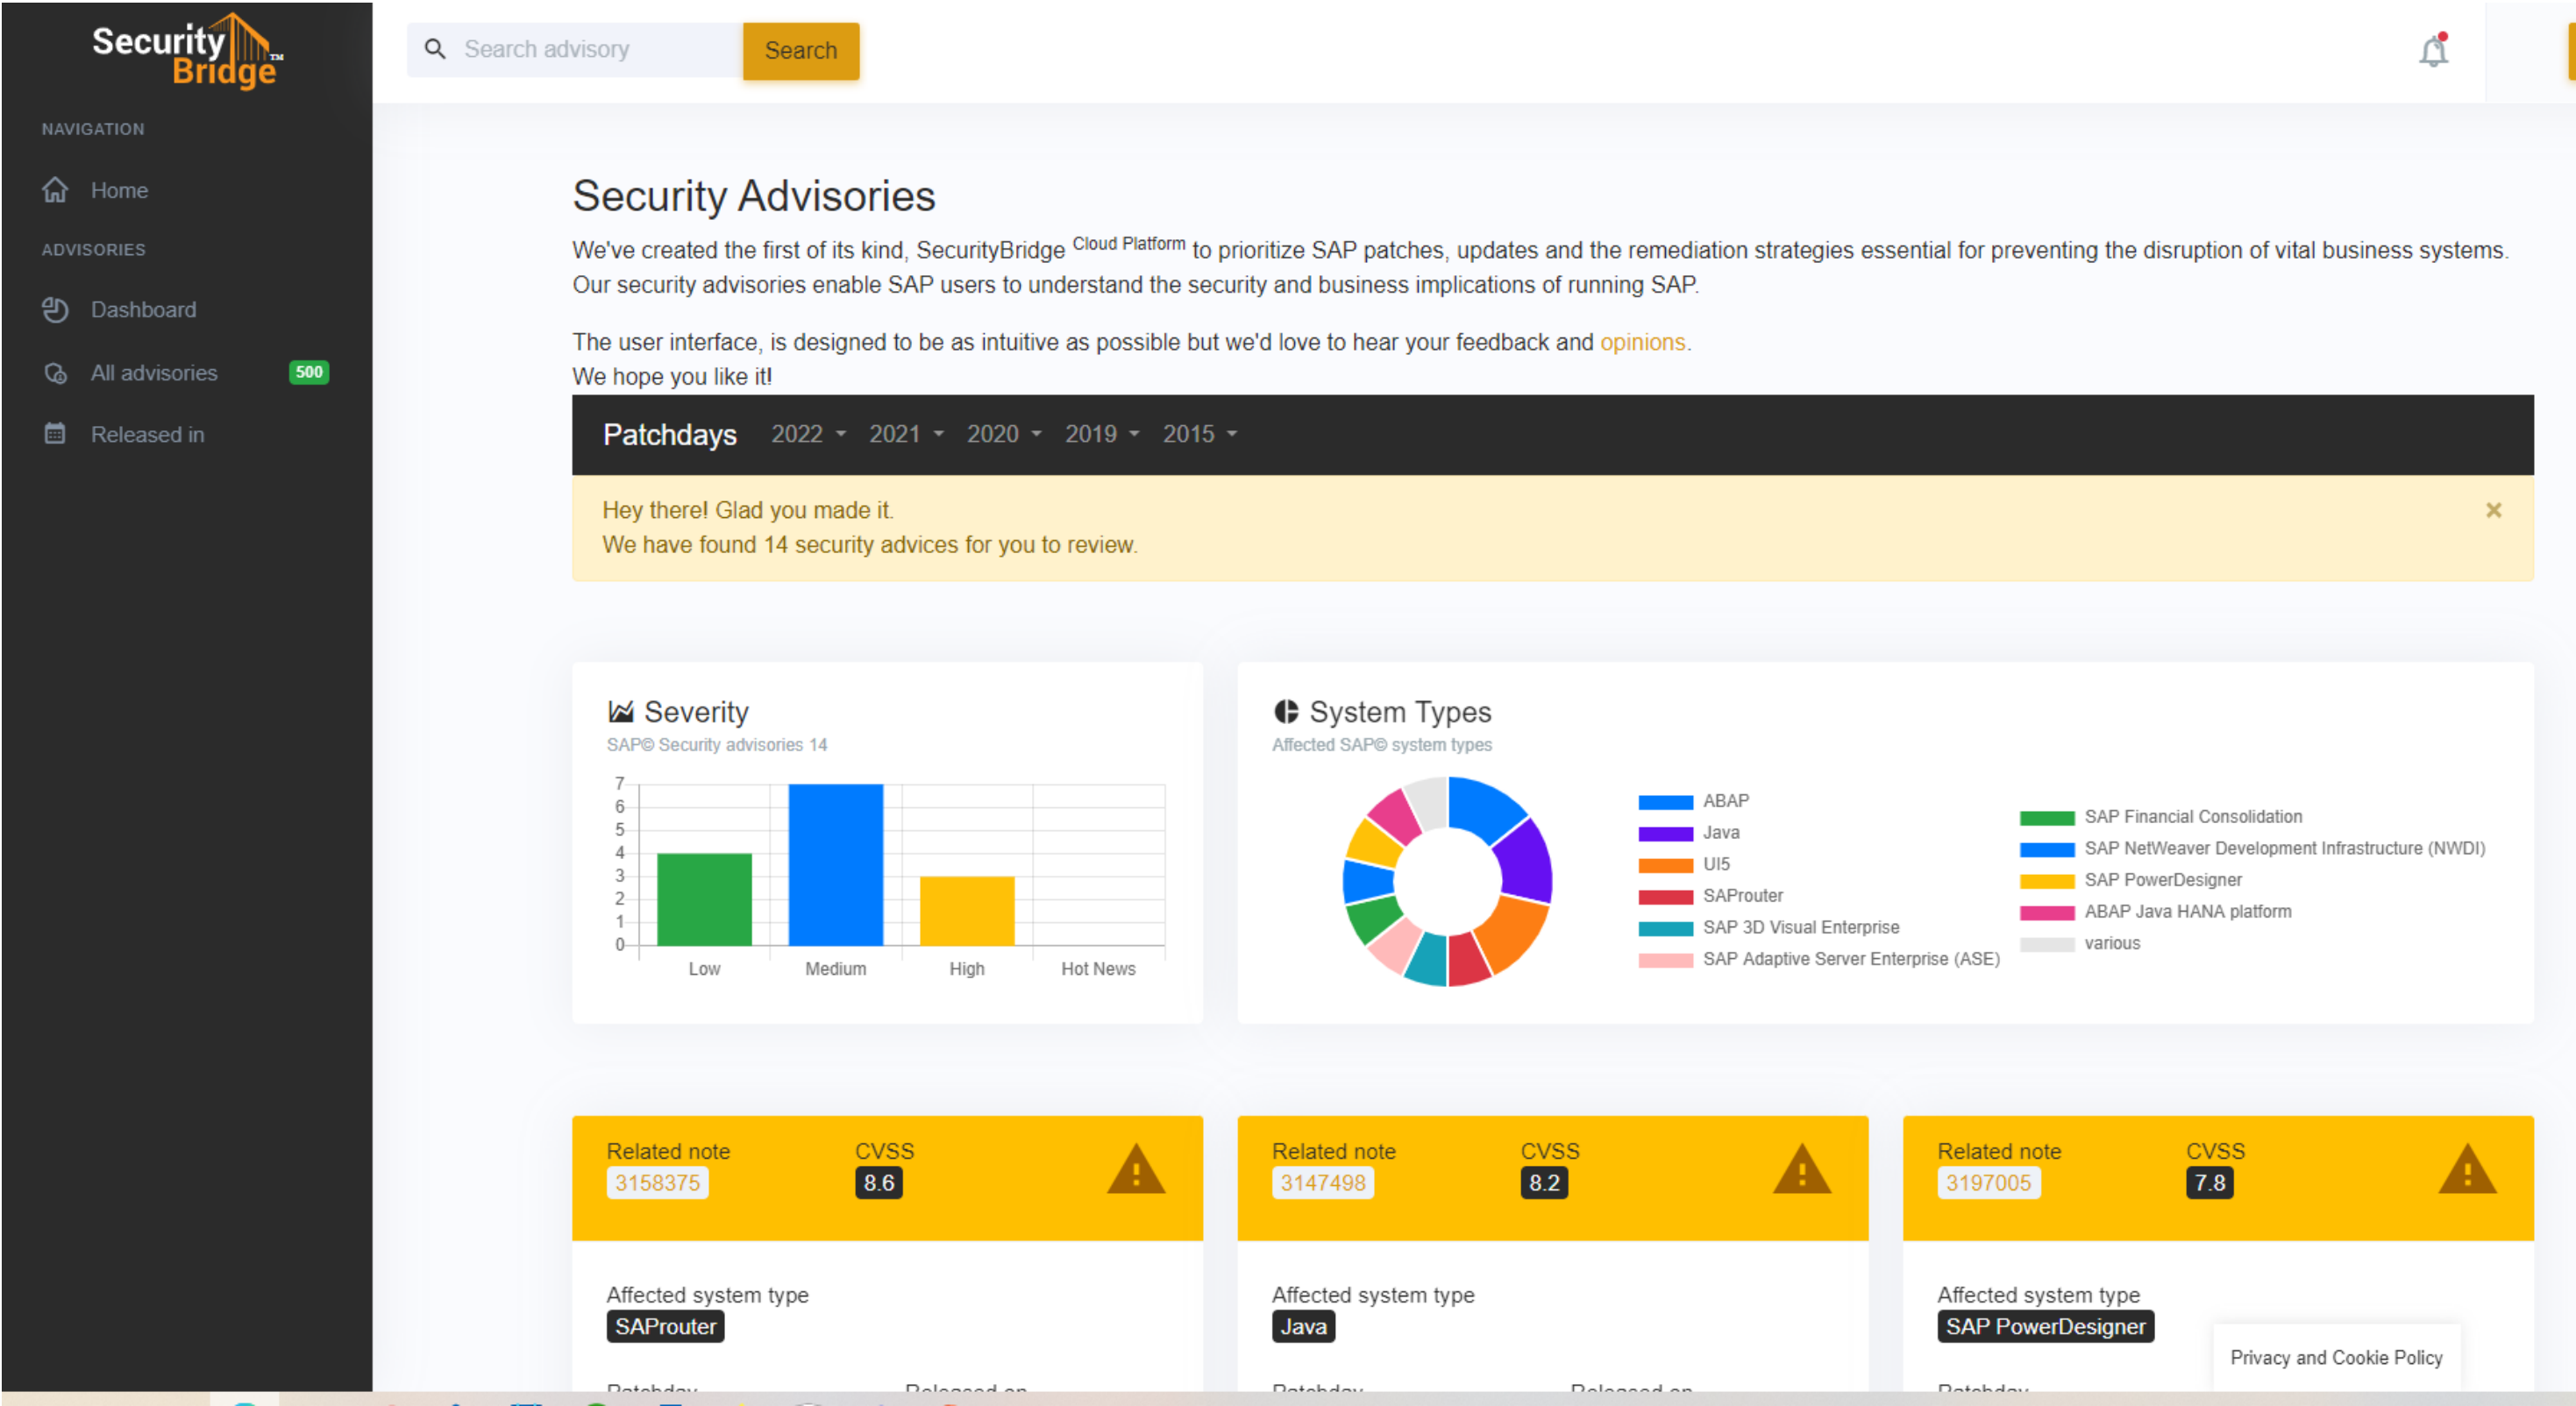 Security
Bridge™
NAVIGATION
Home
ADVISORIES
Dashboard
All advisories 500
Released in
Search advisory Search
Security Advisories
We've created the first of its kind, SecurityBridge Cloud Platform to prioritize SAP patches, updates and the remediation strategies essential for preventing the disruption of vital business systems.
Our security advisories enable SAP users to understand the security and business implications of running SAP.
The user interface, is designed to be as intuitive as possible but we'd love to hear your feedback and opinions.
We hope you like it!
Patchdays 2022 2021 2020 2019 2015
Hey there! Glad you made it. ×
We have found 14 security advices for you to review.
Severity
SAP© Security advisories 14
7
6
5
4
3
2
1
0
Low Medium High Hot News
System Types
Affected SAP© system types
ABAP
Java
UI5
SAProuter
SAP 3D Visual Enterprise
SAP Adaptive Server Enterprise (ASE)
SAP Financial Consolidation
SAP NetWeaver Development Infrastructure (NWDI)
SAP PowerDesigner
ABAP Java HANA platform
various
Related note CVSS
3158375 8.6
Affected system type
SAProuter
Patchday Released on
Related note CVSS
3147498 8.2
Affected system type
Java
Patchday Released on
Related note CVSS
3197005 7.8
Affected system type
SAP PowerDesigner
Patchday
Privacy and Cookie Policy